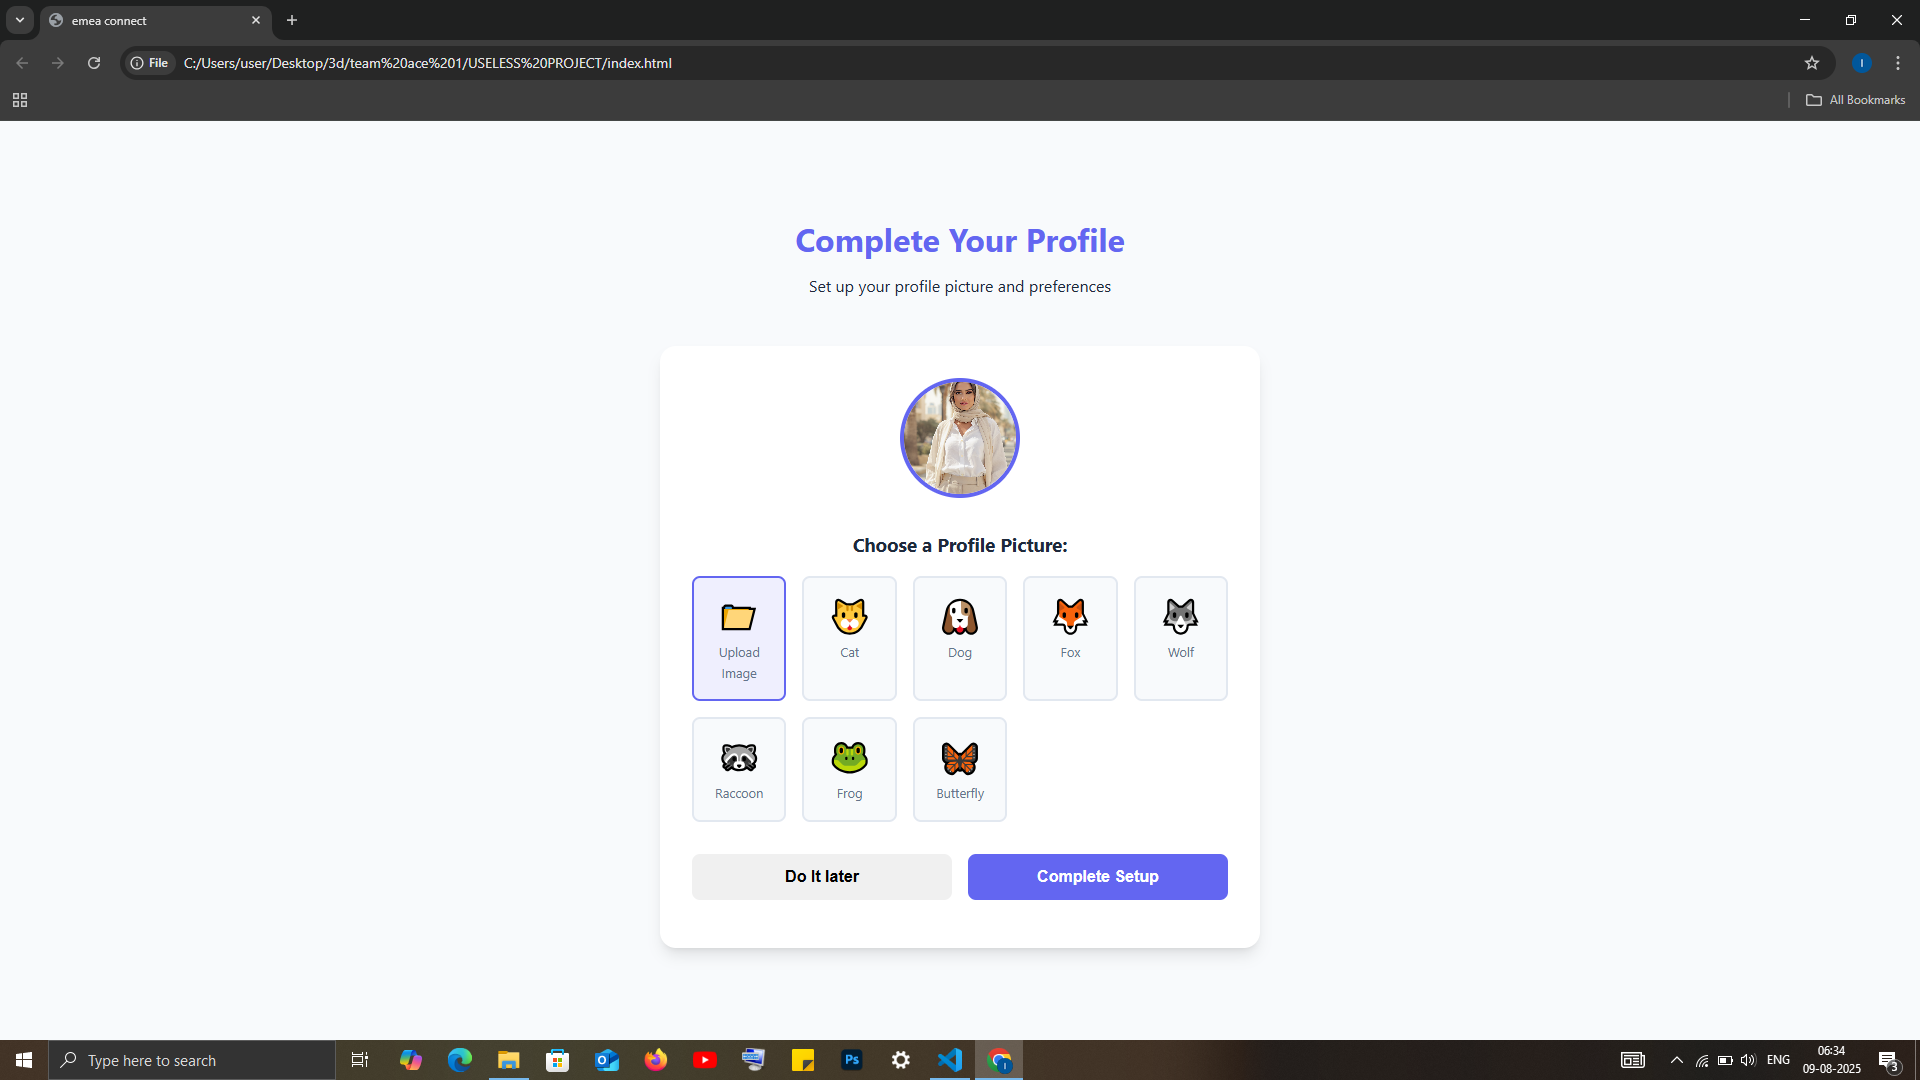 emea connect
File
C:/Users/user/Desktop/3d/team%20ace%201/USELESS%20PROJECT/index.html
I
All Bookmarks
Complete Your Profile
Set up your profile picture and preferences
Choose a Profile Picture:
Upload
Image
Cat
Dog
Fox
Wolf
Raccoon
Frog
Butterfly
Do It later
Complete Setup
Type here to search
Ps
I
ENG
06:34
09-08-2025
3